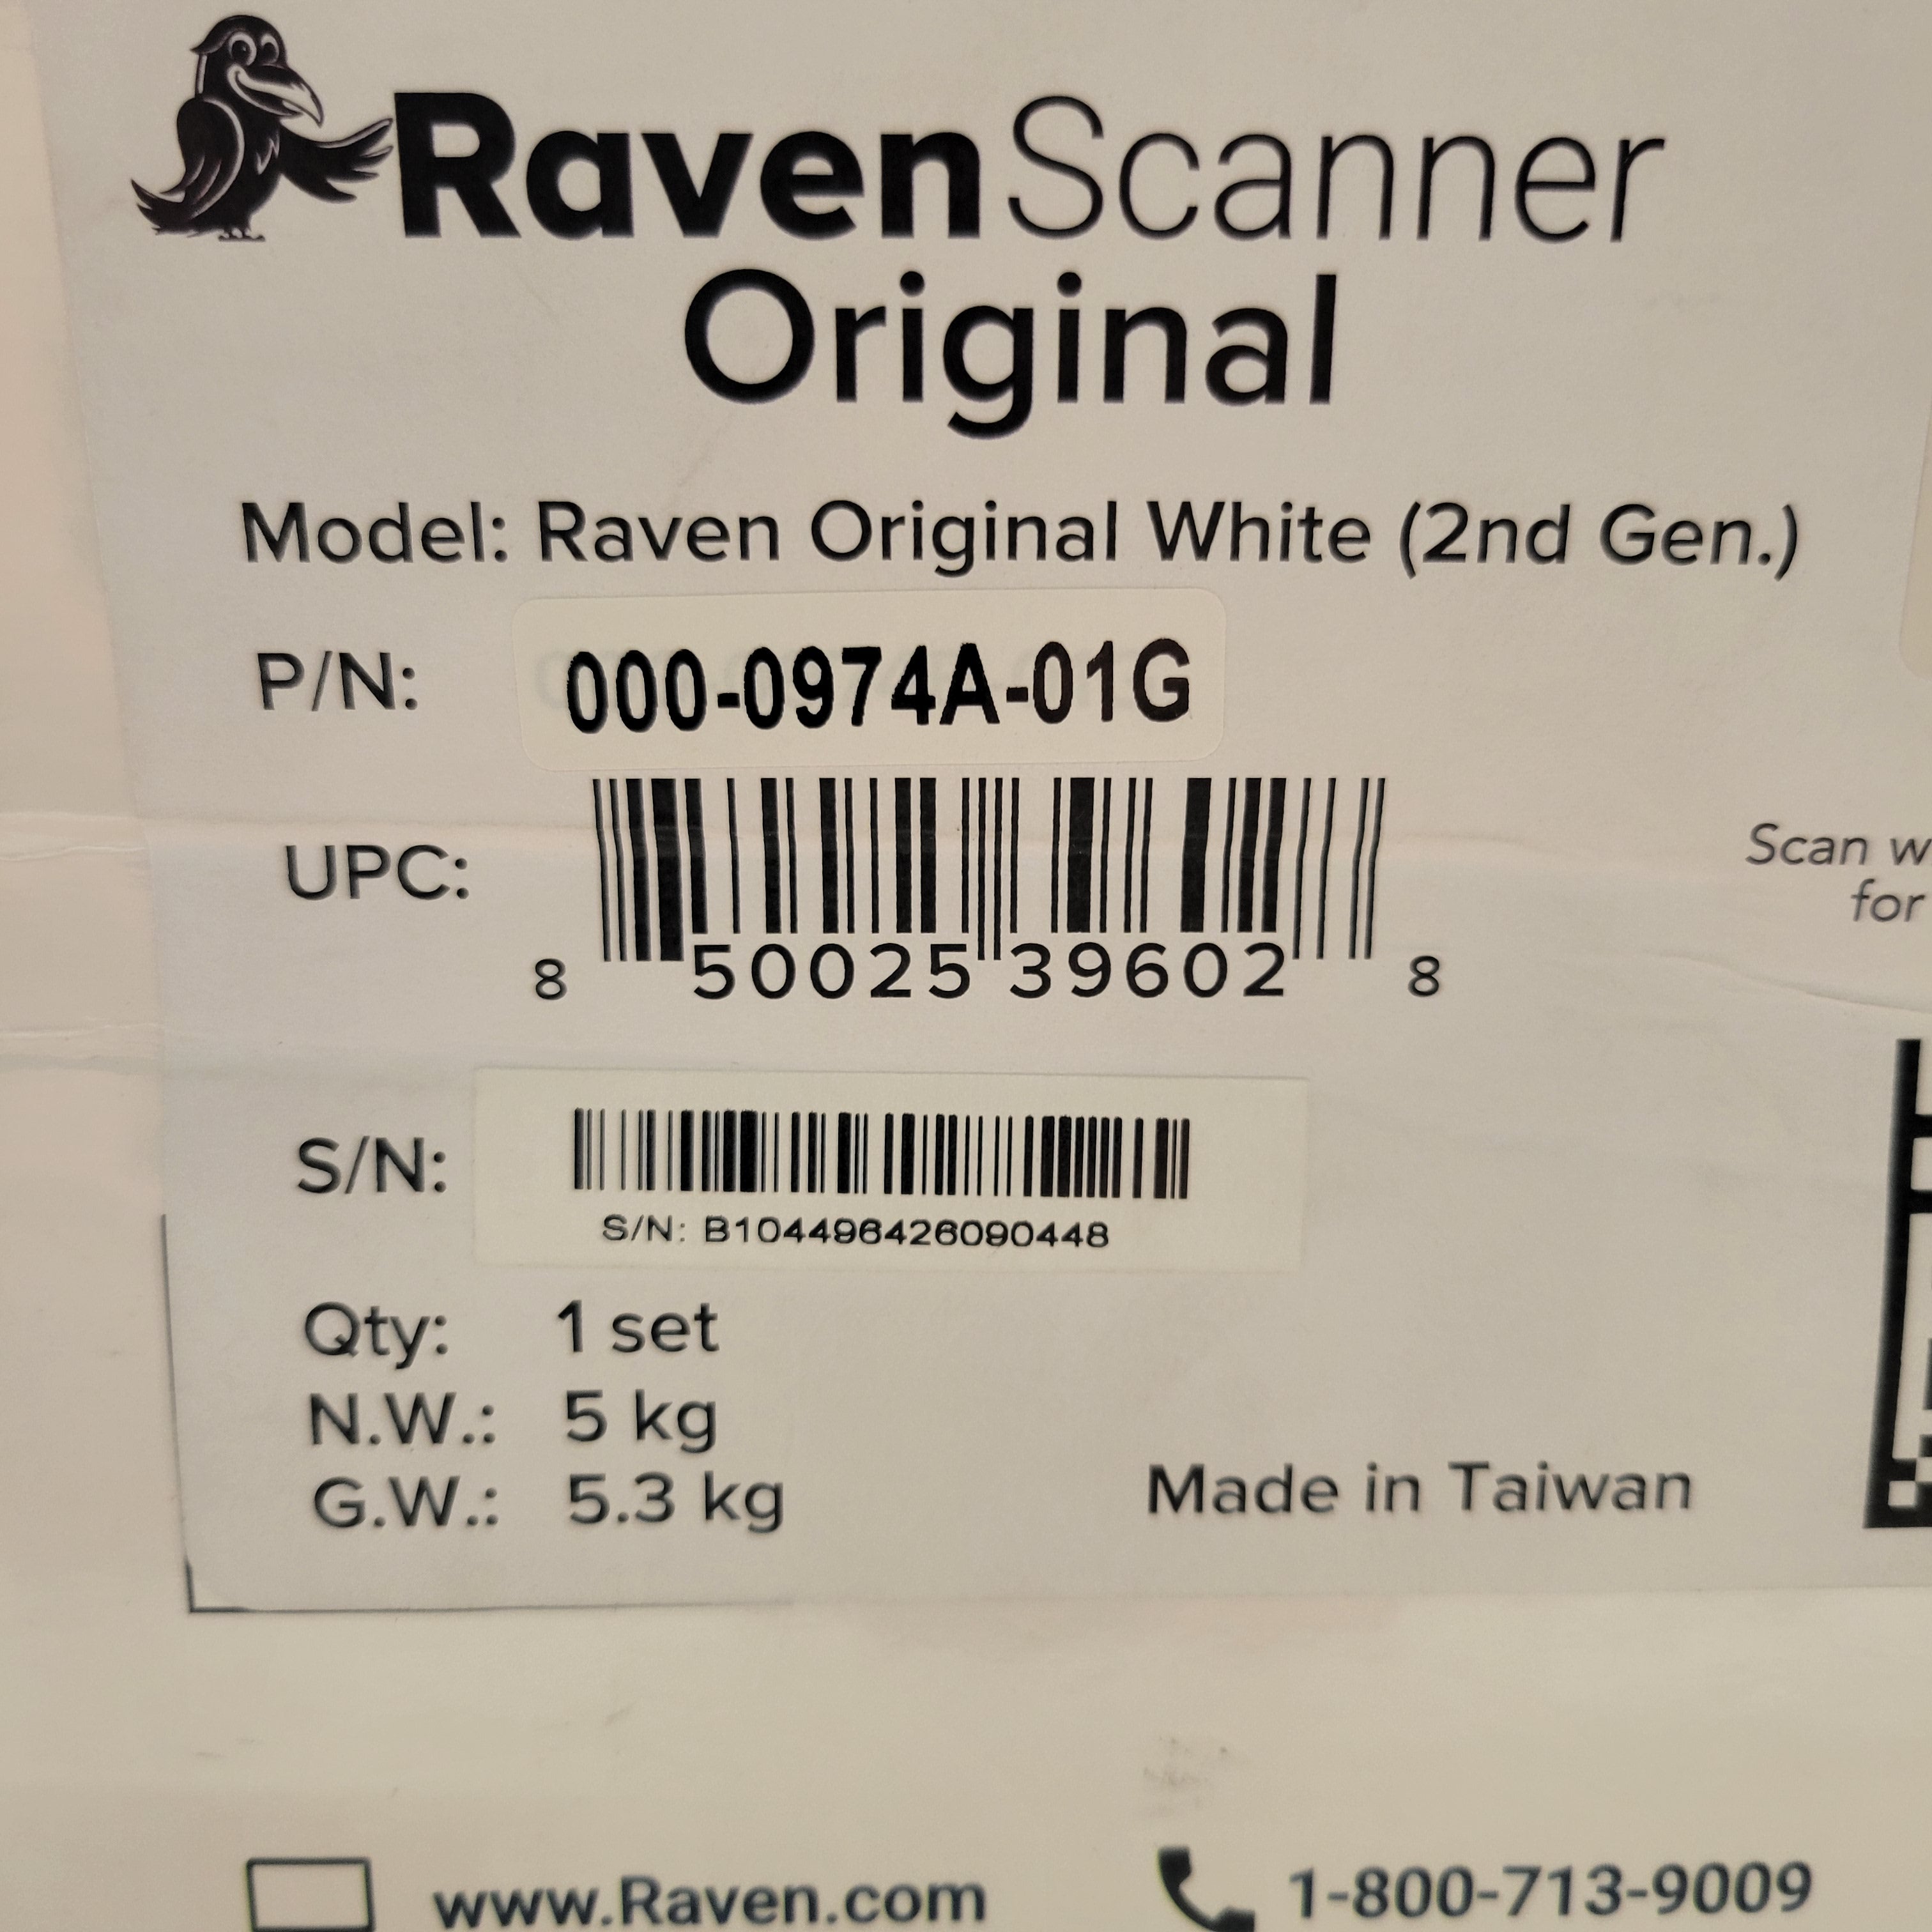 RavenScanner
Original
Model: Raven Original White (2nd Gen.)
P/N: 000-0974A-01G
UPC: 8 50025 39602 8
S/N:
S/N: B104496426090448
Qty: 1 set
N.W.: 5 kg
G.W.: 5.3 kg
Made in Taiwan
Scan
for
www.Raven.com 1-800-713-9009